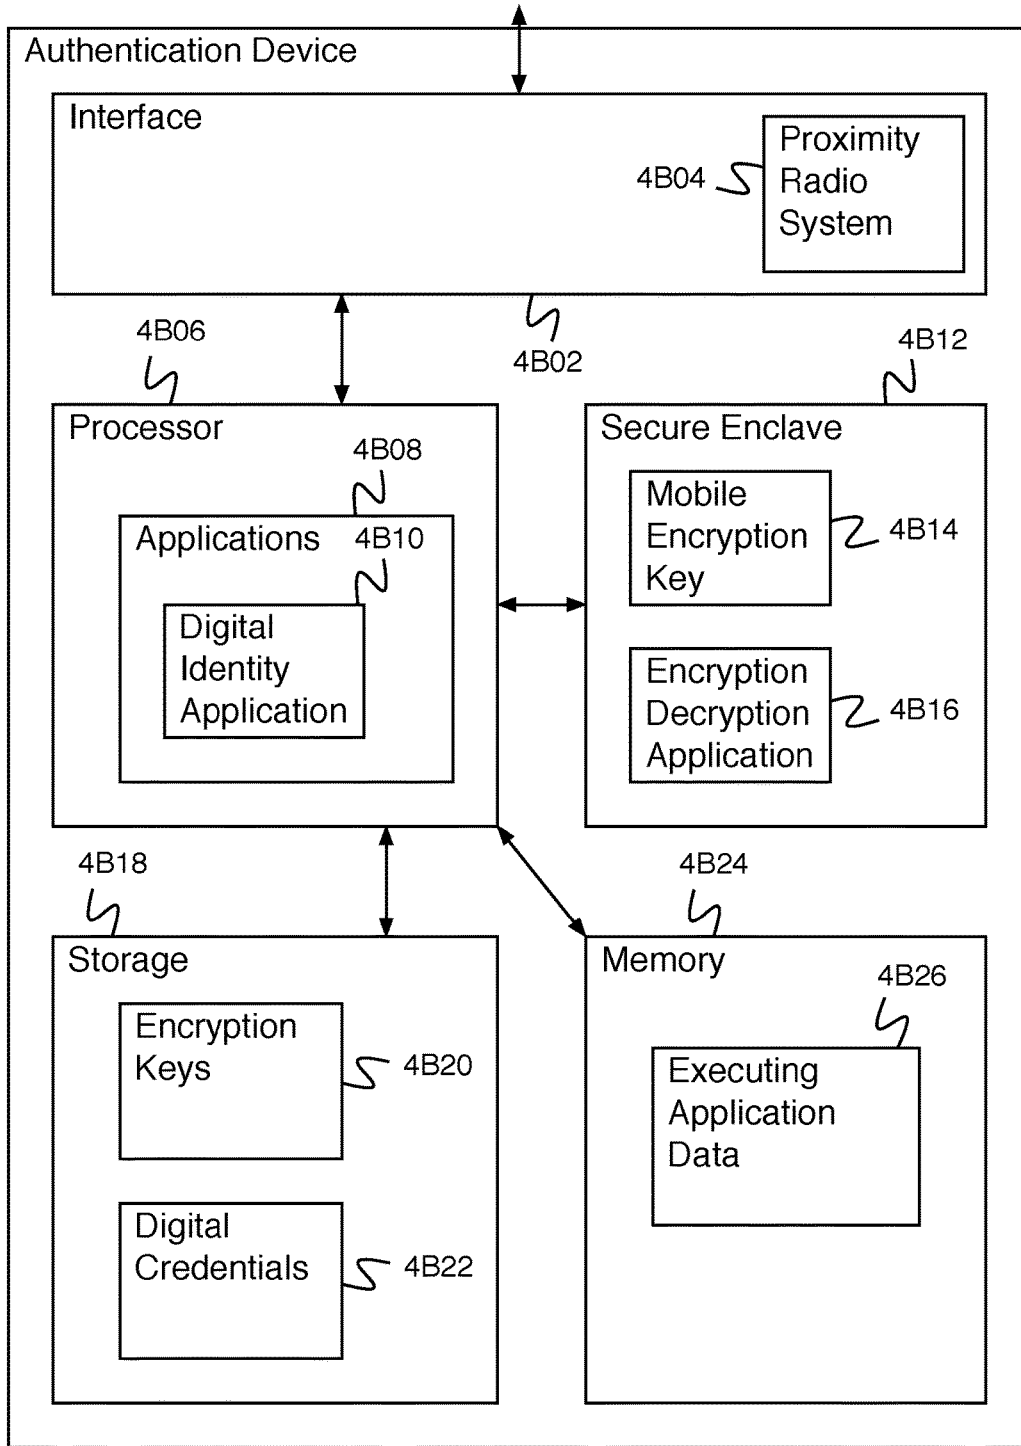 Authentication Device
Interface
Proximity
Radio
System
4B04
4B02
4B06
Processor
4B08
Applications
4B10
Digital
Identity
Application
4B12
Secure Enclave
Mobile
Encryption
Key
4B14
Encryption
Decryption
Application
4B16
4B18
Storage
Encryption
Keys
4B20
Digital
Credentials
4B22
4B24
Memory
4B26
Executing
Application
Data